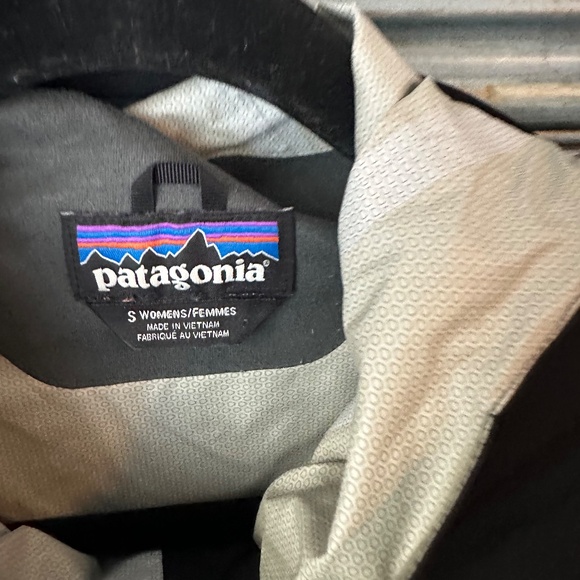 patagonia®
S WOMENS/FEMMES
MADE IN VIETNAM
FABRIQUÉ AU VIETNAM